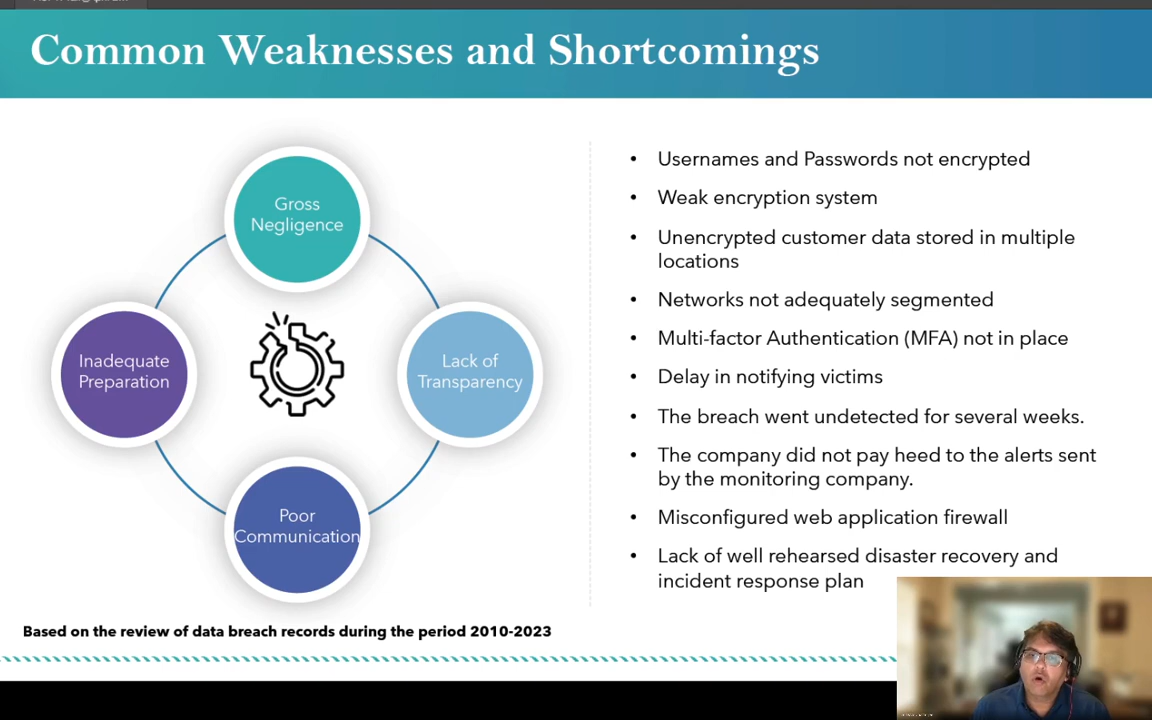 Common Weaknesses and Shortcomings
Gross
Negligence
Inadequate
Preparation
Lack of
Transparency
Poor
Communication
Based on the review of data breach records during the period 2010-2023
• Usernames and Passwords not encrypted
• Weak encryption system
• Unencrypted customer data stored in multiple
locations
• Networks not adequately segmented
• Multi-factor Authentication (MFA) not in place
• Delay in notifying victims
• The breach went undetected for several weeks.
• The company did not pay heed to the alerts sent
by the monitoring company.
• Misconfigured web application firewall
• Lack of well rehearsed disaster recovery and
incident response plan